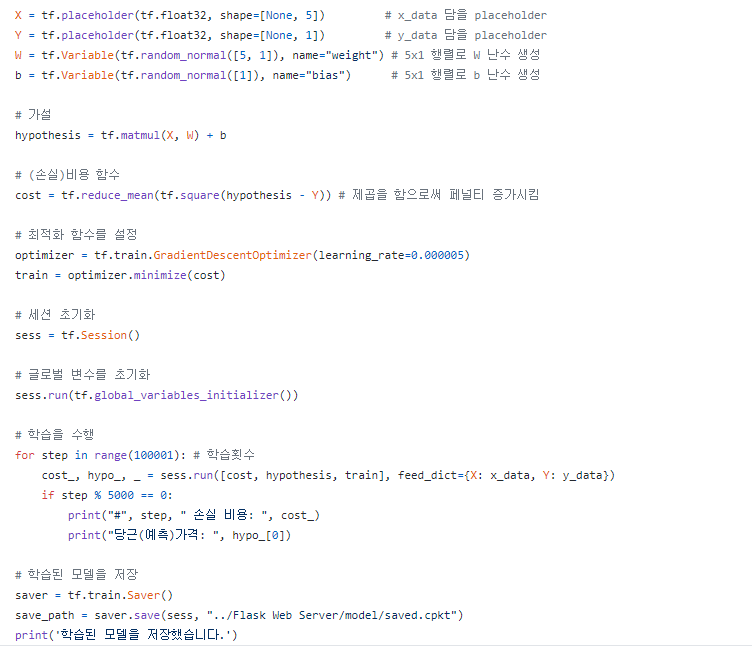 X = tf.placeholder(tf.float32, shape=[None, 5])         # x_data 담을 placeholder
Y = tf.placeholder(tf.float32, shape=[None, 1])         # y_data 담을 placeholder
W = tf.Variable(tf.random_normal([5, 1]), name="weight") # 5x1 행렬로 W 난수 생성
b = tf.Variable(tf.random_normal([1]), name="bias")      # 5x1 행렬로 b 난수 생성

# 가설
hypothesis = tf.matmul(X, W) + b

# (손실)비용 함수
cost = tf.reduce_mean(tf.square(hypothesis - Y)) # 제곱을 함으로써 페널티 증가시킴

# 최적화 함수를 설정
optimizer = tf.train.GradientDescentOptimizer(learning_rate=0.000005)
train = optimizer.minimize(cost)

# 세션 초기화
sess = tf.Session()

# 글로벌 변수를 초기화
sess.run(tf.global_variables_initializer())

# 학습을 수행
for step in range(100001): # 학습횟수
    cost_, hypo_, _ = sess.run([cost, hypothesis, train], feed_dict={X: x_data, Y: y_data})
    if step % 5000 == 0:
        print("#", step, " 손실 비용: ", cost_)
        print("당근(예측)가격: ", hypo_[0])

# 학습된 모델을 저장
saver = tf.train.Saver()
save_path = saver.save(sess, "../Flask Web Server/model/saved.cpkt")
print('학습된 모델을 저장했습니다.')